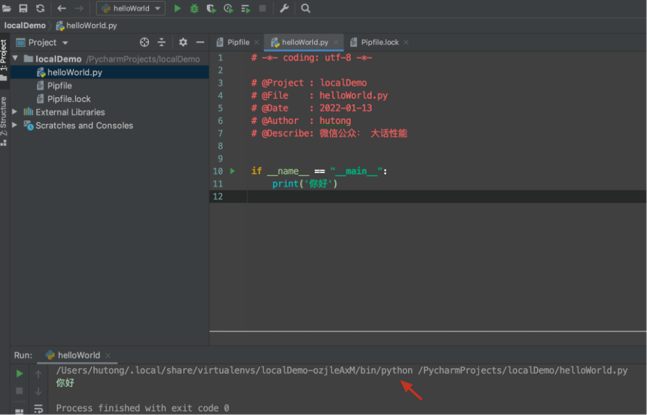 helloWorld
localDemo helloWorld.py
1: Project
Z: Structure
Project
localDemo /PycharmProjects/localDemo
helloWorld.py
Pipfile
Pipfile.lock
External Libraries
Scratches and Consoles
Pipfile helloWorld.py Pipfile.lock
1 # -*- coding: utf-8 -*-
2
3 # @Project : localDemo
4 # @File : helloWorld.py
5 # @Date : 2022-01-13
6 # @Author : hutong
7 # @Describe: 微信公众: 大话性能
8
9
10 if __name__ == "__main__":
11 print('你好')
12
Run: helloWorld
/Users/hutong/.local/share/virtualenvs/localDemo-ozjleAxM/bin/python /PycharmProjects/localDemo/helloWorld.py
你好
Process finished with exit code 0